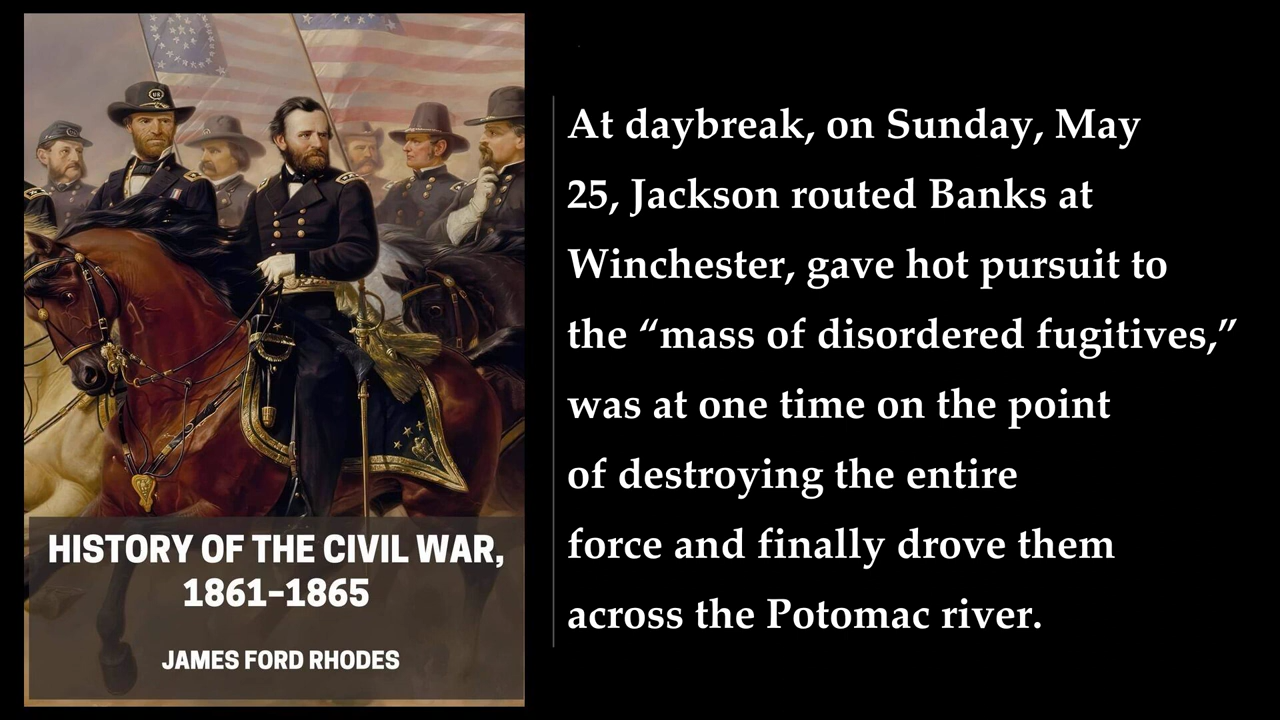 HISTORY OF THE CIVIL WAR,
1861–1865
JAMES FORD RHODES
At daybreak, on Sunday, May
25, Jackson routed Banks at
Winchester, gave hot pursuit to
the “mass of disordered fugitives,”
was at one time on the point
of destroying the entire
force and finally drove them
across the Potomac river.